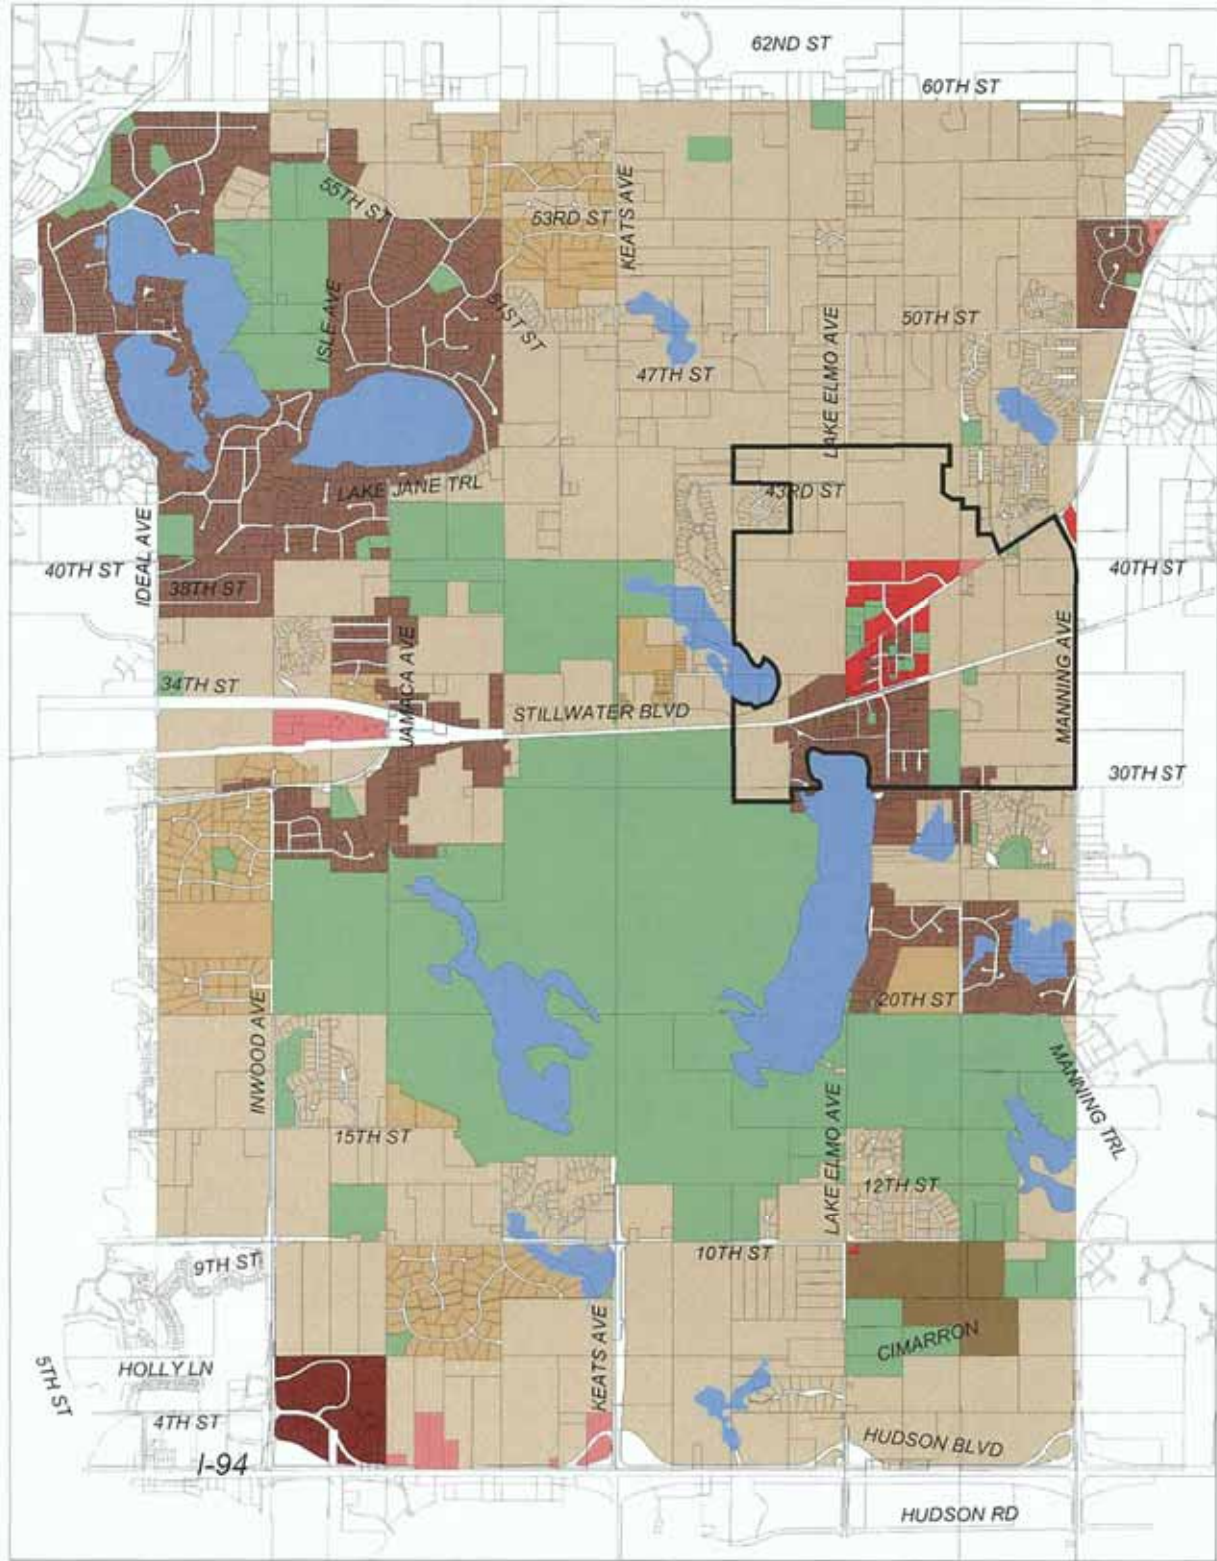 62ND ST
60TH ST
55TH ST
53RD ST
KEATS AVE
ISLE AVE
51ST ST
50TH ST
LAKE ELMO AVE
47TH ST
LAKE JANE TRL
43RD ST
IDEAL AVE
40TH ST
38TH ST
40TH ST
JAMACA AVE
MANNING AVE
34TH ST
STILLWATER BLVD
30TH ST
INWOOD AVE
20TH ST
MANNING TRL
15TH ST
LAKE ELMO AVE
12TH ST
9TH ST
10TH ST
KEATS AVE
CIMARRON
5TH ST
HOLLY LN
4TH ST
HUDSON BLVD
I-94
HUDSON RD